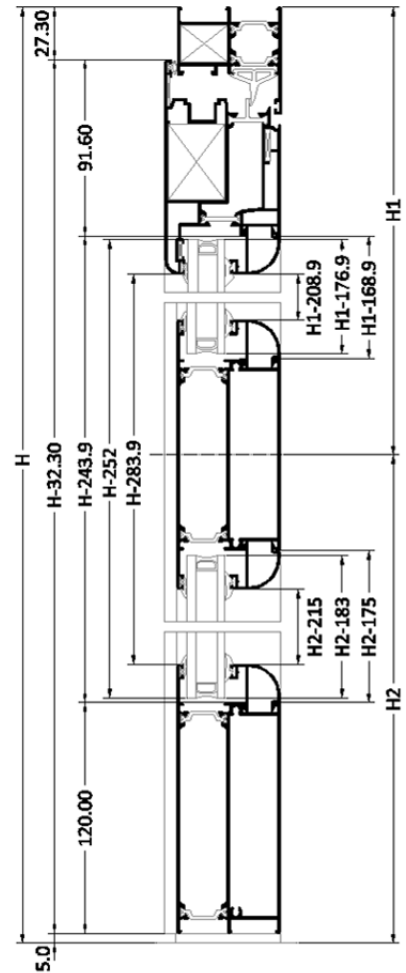 27.30
91.60
H
H-32.30
H-243.9
H-252
H-283.9
120.00
5.0
H1
H1-208.9
H1-176.9
H1-168.9
H2-215
H2-183
H2-175
H2